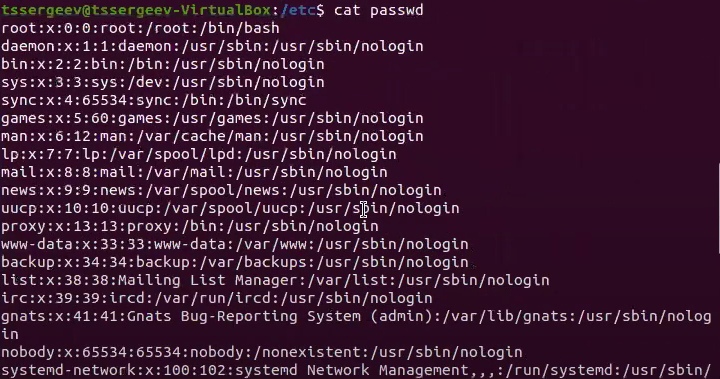 tssergeev@tssergeev-VirtualBox:/etc$ cat passwd
root:x:0:0:root:/root:/bin/bash
daemon:x:1:1:daemon:/usr/sbin:/usr/sbin/nologin
bin:x:2:2:bin:/bin:/usr/sbin/nologin
sys:x:3:3:sys:/dev:/usr/sbin/nologin
sync:x:4:65534:sync:/bin:/bin/sync
games:x:5:60:games:/usr/games:/usr/sbin/nologin
man:x:6:12:man:/var/cache/man:/usr/sbin/nologin
lp:x:7:7:lp:/var/spool/lpd:/usr/sbin/nologin
mail:x:8:8:mail:/var/mail:/usr/sbin/nologin
news:x:9:9:news:/var/spool/news:/usr/sbin/nologin
uucp:x:10:10:uucp:/var/spool/uucp:/usr/sbin/nologin
proxy:x:13:13:proxy:/bin:/usr/sbin/nologin
www-data:x:33:33:www-data:/var/www:/usr/sbin/nologin
backup:x:34:34:backup:/var/backups:/usr/sbin/nologin
list:x:38:38:Mailing List Manager:/var/list:/usr/sbin/nologin
irc:x:39:39:ircd:/var/run/ircd:/usr/sbin/nologin
gnats:x:41:41:Gnats Bug-Reporting System (admin):/var/lib/gnats:/usr/sbin/nolog
in
nobody:x:65534:65534:nobody:/nonexistent:/usr/sbin/nologin
systemd-network:x:100:102:systemd Network Management,,,:/run/systemd:/usr/sbin/